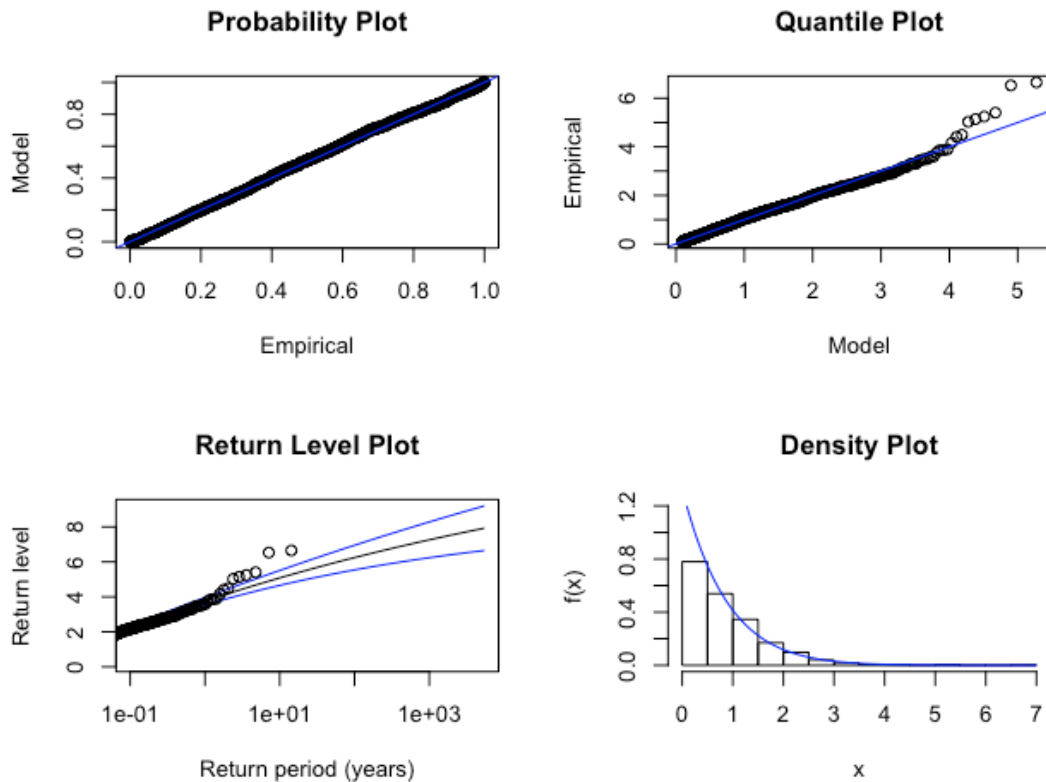 Probability Plot
Model
0.0 0.4 0.8
0.0 0.2 0.4 0.6 0.8 1.0
Empirical
Quantile Plot
Empirical
0 2 4 6
0 1 2 3 4 5
Model
Return Level Plot
Return level
0 2 4 6 8
1e-01 1e+01 1e+03
Return period (years)
Density Plot
f(x)
0.0 0.4 0.8 1.2
0 1 2 3 4 5 6 7
x